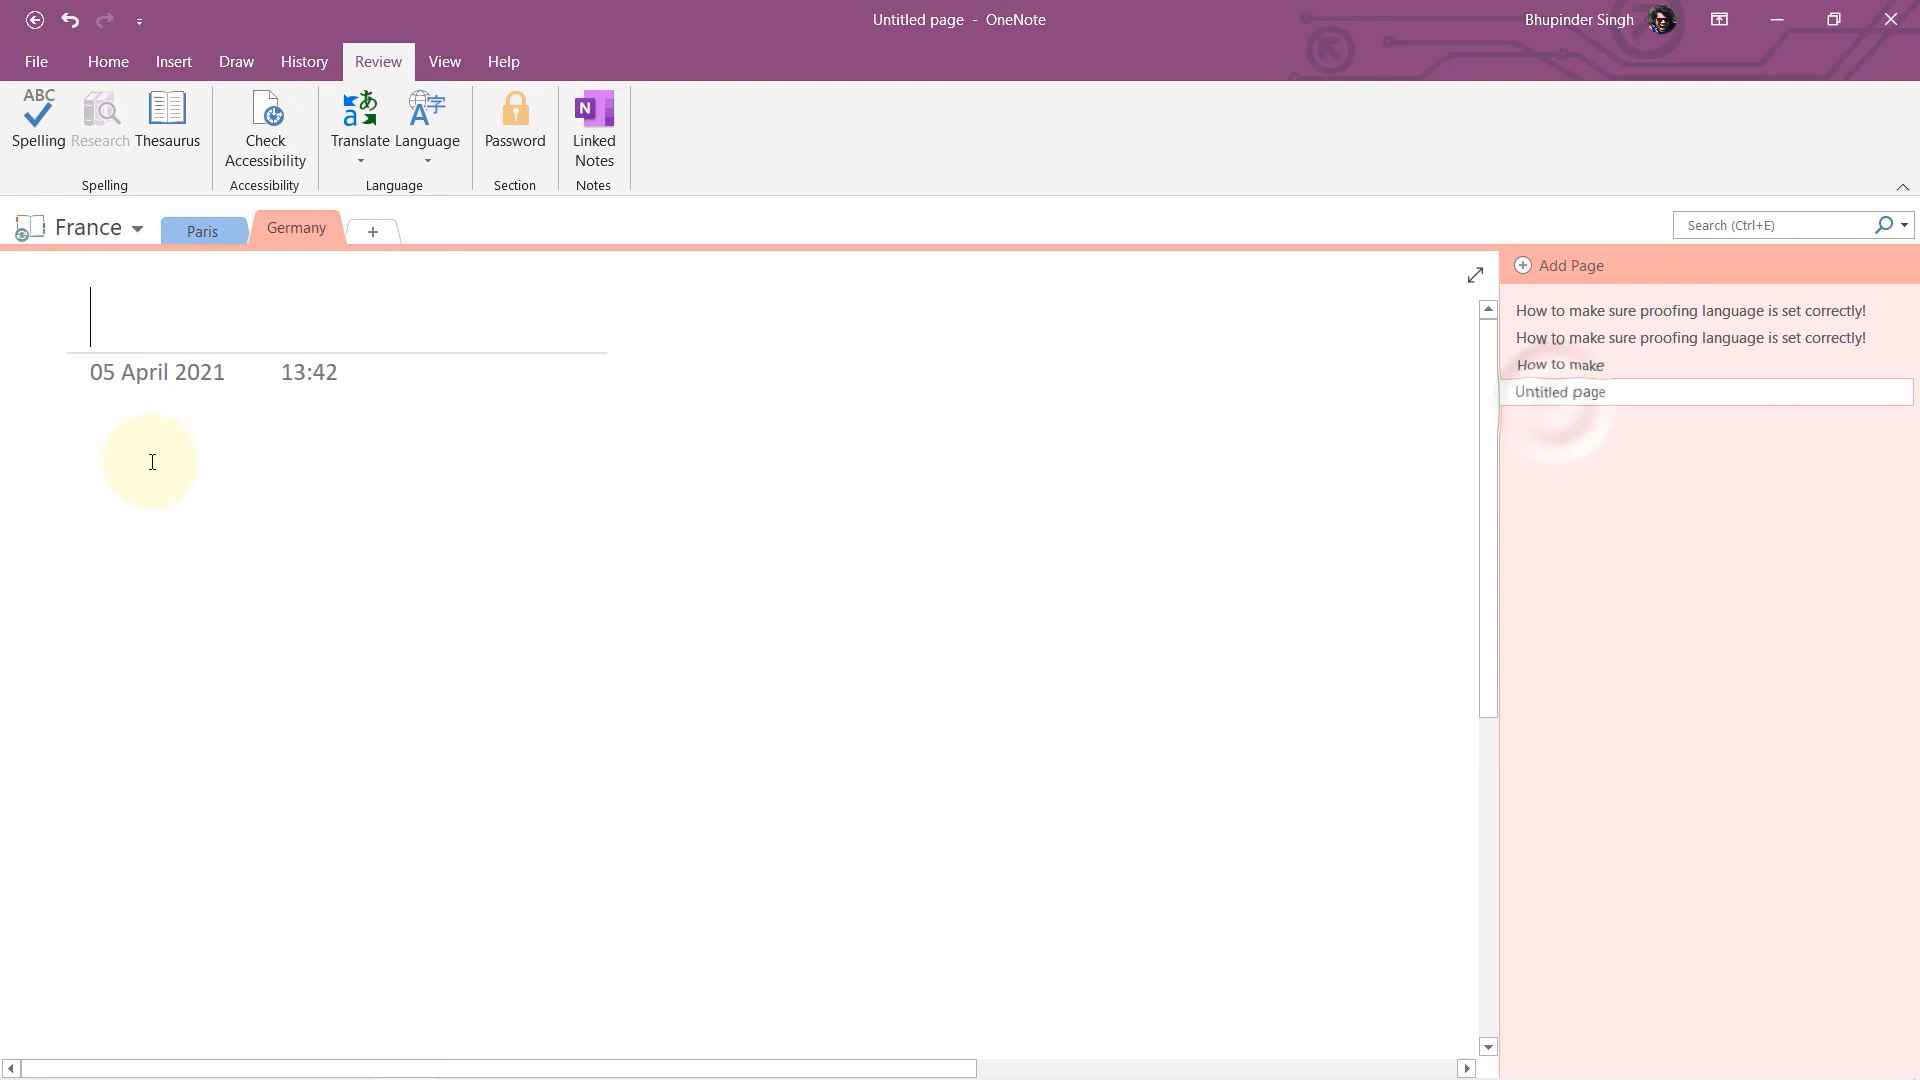 Untitled page - OneNote
Bhupinder Singh
File Home Insert Draw History Review View Help
ABC
あ
a
A字
N
Spelling Research Thesaurus
Check Accessibility
Translate Language
Password
Linked Notes
Spelling Accessibility Language Section Notes
France Paris Germany +
Search (Ctrl+E)
Add Page
How to make sure proofing language is set correctly!
How to make sure proofing language is set correctly!
How to make
Untitled page
05 April 2021 13:42